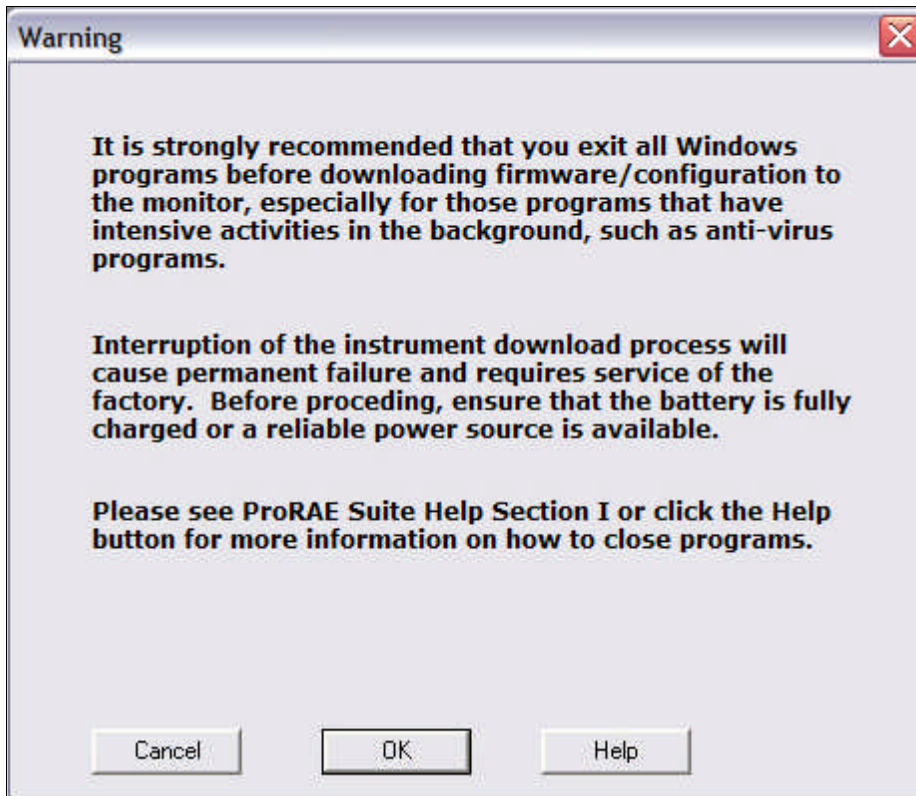 Warning
It is strongly recommended that you exit all Windows
programs before downloading firmware/configuration to
the monitor, especially for those programs that have
intensive activities in the background, such as anti-virus
programs.
Interruption of the instrument download process will
cause permanent failure and requires service of the
factory.  Before proceding, ensure that the battery is fully
charged or a reliable power source is available.
Please see ProRAE Suite Help Section I or click the Help
button for more information on how to close programs.
Cancel OK Help